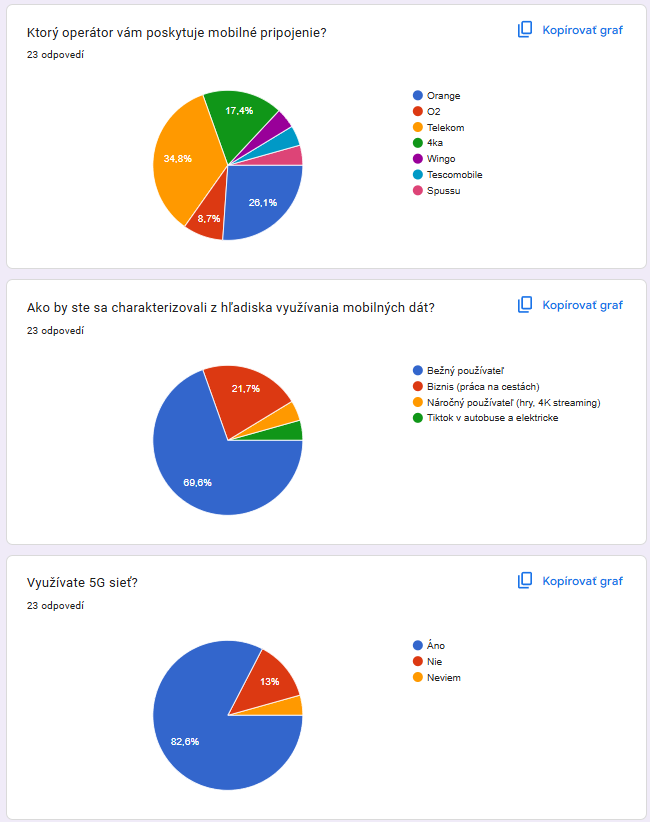 Ktorý operátor vám poskytuje mobilné pripojenie?
Kopírovať graf
23 odpovedí
17,4%
34,8%
8,7%
26,1%
Orange
O2
Telekom
4ka
Wingo
Tescomobile
Spussu
Ako by ste sa charakterizovali z hľadiska využívania mobilných dát?
Kopírovať graf
23 odpovedí
21,7%
69,6%
Bežný používateľ
Biznis (práca na cestách)
Náročný používateľ (hry, 4K streaming)
Tiktok v autobuse a elektricke
Využívate 5G sieť?
Kopírovať graf
23 odpovedí
13%
82,6%
Áno
Nie
Neviem